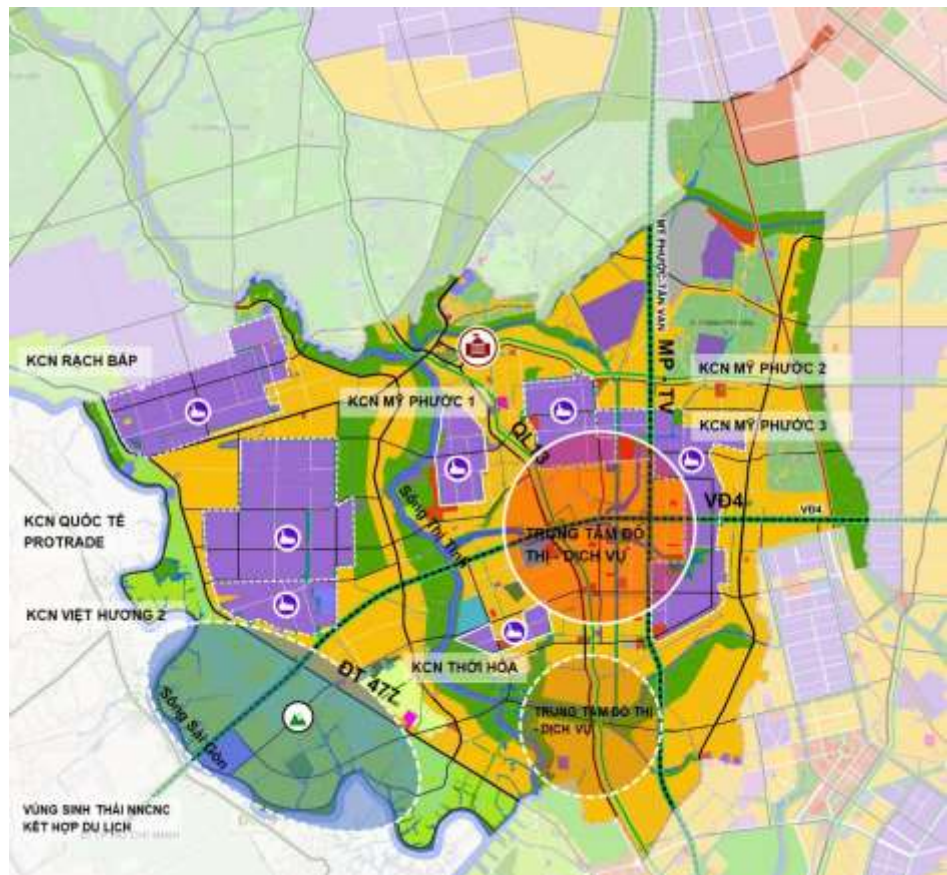 MỸ PHƯỚC-TÂN VẠN
MP - TV
KCN RẠCH BẮP
KCN MỸ PHƯỚC 2
KCN MỸ PHƯỚC 1
KCN MỸ PHƯỚC 3
QL 13
VĐ4
VĐ4
Sông Thị Tính
KCN QUỐC TẾ
PROTRADE
TRUNG TÂM ĐÔ
THỊ - DỊCH VỤ
KCN VIỆT HƯƠNG 2
KCN THỚI HÒA
ĐT 477
Sông Sài Gòn
TRUNG TÂM ĐÔ THỊ
- DỊCH VỤ
VÙNG SINH THÁI NNCNC
KẾT HỢP DU LỊCH